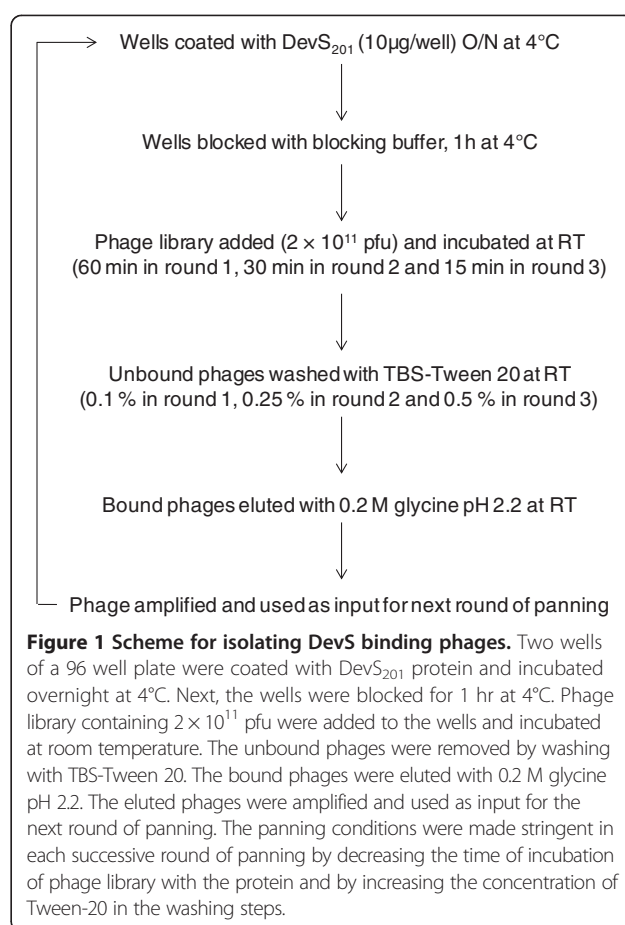 Wells coated with DevS₂₀₁ (10µg/well) O/N at 4°C
Wells blocked with blocking buffer, 1h at 4°C
Phage library added (2 × 10¹¹ pfu) and incubated at RT
(60 min in round 1, 30 min in round 2 and 15 min in round 3)
Unbound phages washed with TBS-Tween 20 at RT
(0.1 % in round 1, 0.25 % in round 2 and 0.5 % in round 3)
Bound phages eluted with 0.2 M glycine pH 2.2 at RT
Phage amplified and used as input for next round of panning
Figure 1 Scheme for isolating DevS binding phages. Two wells
of a 96 well plate were coated with DevS₂₀₁ protein and incubated
overnight at 4°C. Next, the wells were blocked for 1 hr at 4°C. Phage
library containing 2 × 10¹¹ pfu were added to the wells and incubated
at room temperature. The unbound phages were removed by washing
with TBS-Tween 20. The bound phages were eluted with 0.2 M glycine
pH 2.2. The eluted phages were amplified and used as input for the
next round of panning. The panning conditions were made stringent in
each successive round of panning by decreasing the time of incubation
of phage library with the protein and by increasing the concentration of
Tween-20 in the washing steps.